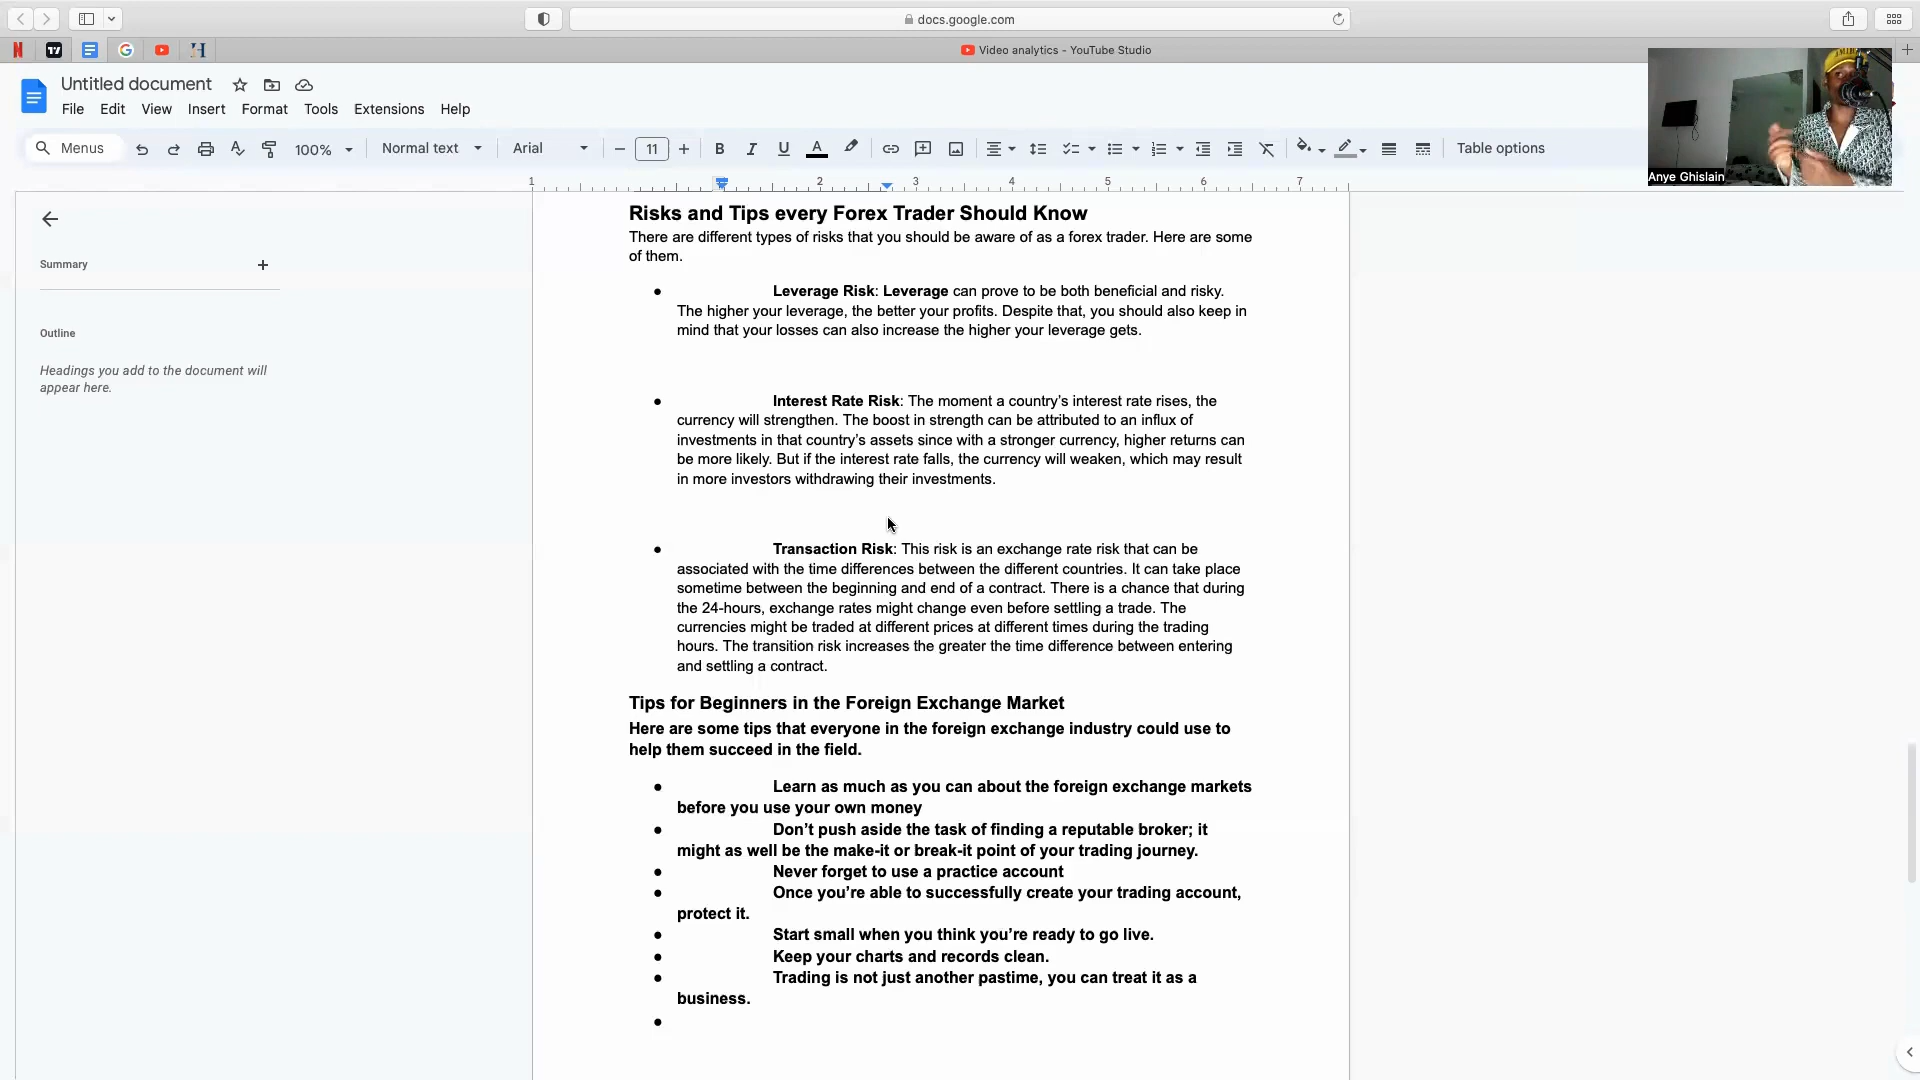 docs.google.com
Video analytics - YouTube Studio
Untitled document
File Edit View Insert Format Tools Extensions Help
Menus 100% Normal text Arial 11 B I U A Table options
1 1 2 3 4 5 6 7
Anye Ghislain
Summary
Outline
Headings you add to the document will
appear here.
Risks and Tips every Forex Trader Should Know
There are different types of risks that you should be aware of as a forex trader. Here are some
of them.
● Leverage Risk: Leverage can prove to be both beneficial and risky.
The higher your leverage, the better your profits. Despite that, you should also keep in
mind that your losses can also increase the higher your leverage gets.
● Interest Rate Risk: The moment a country’s interest rate rises, the
currency will strengthen. The boost in strength can be attributed to an influx of
investments in that country’s assets since with a stronger currency, higher returns can
be more likely. But if the interest rate falls, the currency will weaken, which may result
in more investors withdrawing their investments.
● Transaction Risk: This risk is an exchange rate risk that can be
associated with the time differences between the different countries. It can take place
sometime between the beginning and end of a contract. There is a chance that during
the 24-hours, exchange rates might change even before settling a trade. The
currencies might be traded at different prices at different times during the trading
hours. The transition risk increases the greater the time difference between entering
and settling a contract.
Tips for Beginners in the Foreign Exchange Market
Here are some tips that everyone in the foreign exchange industry could use to
help them succeed in the field.
● Learn as much as you can about the foreign exchange markets
before you use your own money
● Don’t push aside the task of finding a reputable broker; it
might as well be the make-it or break-it point of your trading journey.
● Never forget to use a practice account
● Once you’re able to successfully create your trading account,
protect it.
● Start small when you think you’re ready to go live.
● Keep your charts and records clean.
● Trading is not just another pastime, you can treat it as a
business.
●